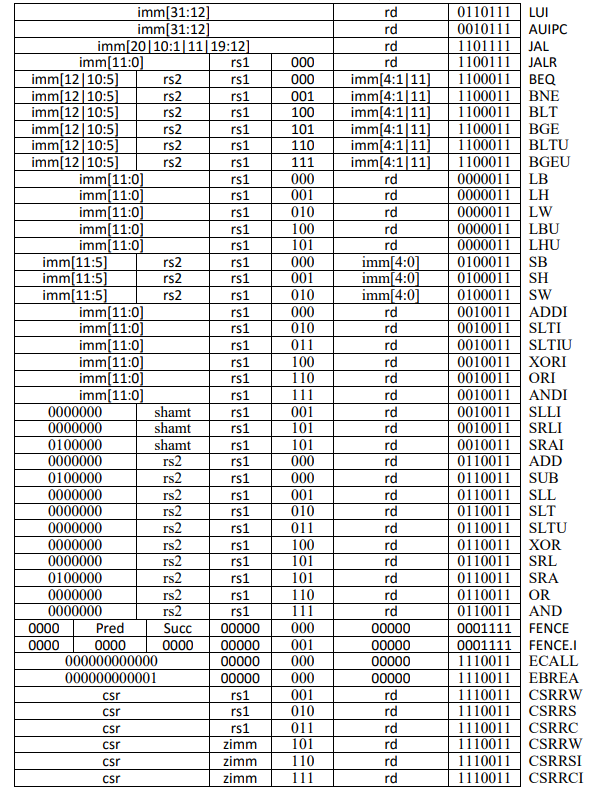 imm[31:12] rd 0110111 LUI
imm[31:12] rd 0010111 AUIPC
imm[20|10:1|11|19:12] rd 1101111 JAL
imm[11:0] rs1 000 rd 1100111 JALR
imm[12|10:5] rs2 rs1 000 imm[4:1|11] 1100011 BEQ
imm[12|10:5] rs2 rs1 001 imm[4:1|11] 1100011 BNE
imm[12|10:5] rs2 rs1 100 imm[4:1|11] 1100011 BLT
imm[12|10:5] rs2 rs1 101 imm[4:1|11] 1100011 BGE
imm[12|10:5] rs2 rs1 110 imm[4:1|11] 1100011 BLTU
imm[12|10:5] rs2 rs1 111 imm[4:1|11] 1100011 BGEU
imm[11:0] rs1 000 rd 0000011 LB
imm[11:0] rs1 001 rd 0000011 LH
imm[11:0] rs1 010 rd 0000011 LW
imm[11:0] rs1 100 rd 0000011 LBU
imm[11:0] rs1 101 rd 0000011 LHU
imm[11:5] rs2 rs1 000 imm[4:0] 0100011 SB
imm[11:5] rs2 rs1 001 imm[4:0] 0100011 SH
imm[11:5] rs2 rs1 010 imm[4:0] 0100011 SW
imm[11:0] rs1 000 rd 0010011 ADDI
imm[11:0] rs1 010 rd 0010011 SLTI
imm[11:0] rs1 011 rd 0010011 SLTIU
imm[11:0] rs1 100 rd 0010011 XORI
imm[11:0] rs1 110 rd 0010011 ORI
imm[11:0] rs1 111 rd 0010011 ANDI
0000000 shamt rs1 001 rd 0010011 SLLI
0000000 shamt rs1 101 rd 0010011 SRLI
0100000 shamt rs1 101 rd 0010011 SRAI
0000000 rs2 rs1 000 rd 0110011 ADD
0100000 rs2 rs1 000 rd 0110011 SUB
0000000 rs2 rs1 001 rd 0110011 SLL
0000000 rs2 rs1 010 rd 0110011 SLT
0000000 rs2 rs1 011 rd 0110011 SLTU
0000000 rs2 rs1 100 rd 0110011 XOR
0000000 rs2 rs1 101 rd 0110011 SRL
0100000 rs2 rs1 101 rd 0110011 SRA
0000000 rs2 rs1 110 rd 0110011 OR
0000000 rs2 rs1 111 rd 0110011 AND
0000 Pred Succ 00000 000 00000 0001111 FENCE
0000 0000 0000 00000 001 00000 0001111 FENCE.I
000000000000 00000 000 00000 1110011 ECALL
000000000001 00000 000 00000 1110011 EBREA
csr rs1 001 rd 1110011 CSRRW
csr rs1 010 rd 1110011 CSRRS
csr rs1 011 rd 1110011 CSRRC
csr zimm 101 rd 1110011 CSRRW
csr zimm 110 rd 1110011 CSRRSI
csr zimm 111 rd 1110011 CSRRCI